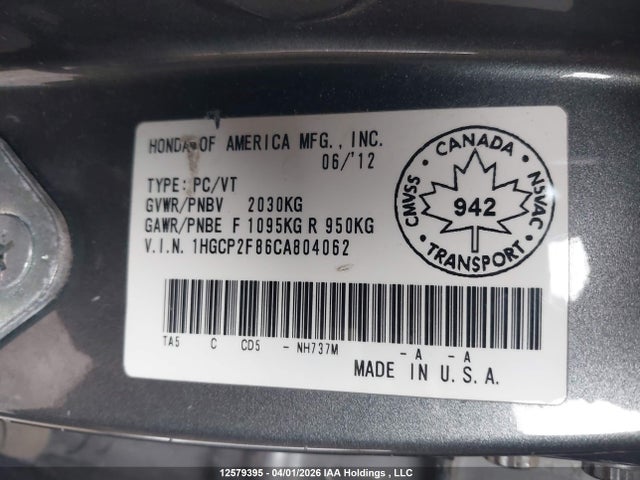 HONDA OF AMERICA MFG., INC.
06/'12
TYPE: PC/VT
GVWR/PNBV 2030KG
GAWR/PNBE F 1095KG R 950KG
V.I.N. 1HGCP2F86CA804062
CANADA
CMVSS
942
NSVAC
TRANSPORT
TA5 C CD5 - NH737M -A -A
MADE IN U.S.A.
12579395 - 04/01/2026 IAA Holdings , LLC